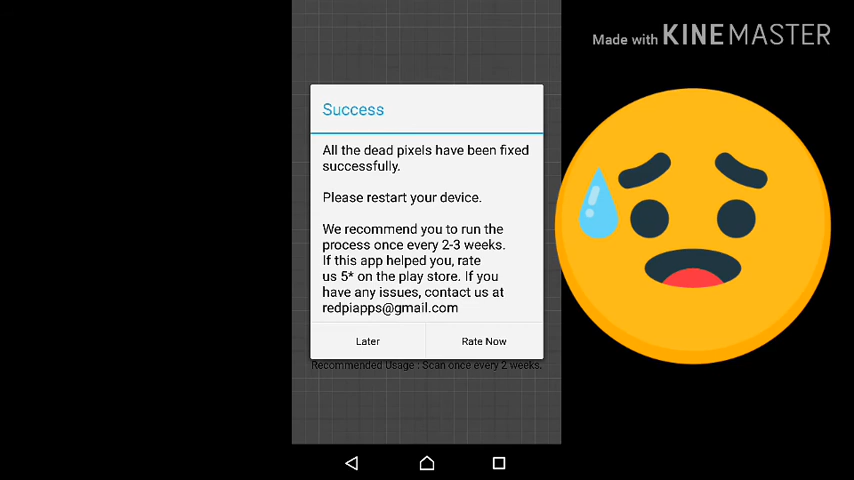 Made with KINEMASTER
Success
All the dead pixels have been fixed
successfully.
Please restart your device.
We recommend you to run the
process once every 2-3 weeks.
If this app helped you, rate
us 5* on the play store. If you
have any issues, contact us at
redpiapps@gmail.com
Later
Rate Now
Recommended Usage : Scan once every 2 weeks.